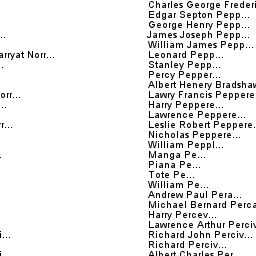 Charles George Frederi
Edgar Septon Pepp...
George Henry Pepp...
... James Joseph Pepp...
William James Pepp...
arryat Norr... Leonard Pepp...
... Stanley Pepp...
Percy Pepper...
Albert Henery Bradshaw
orr... Lawry Francis Peppere
... Harry Peppere...
Lawrence Peppere...
r... Leslie Robert Peppere...
Nicholas Peppere...
William Peppl...
Manga Pe...
Piana Pe...
Tote Pe...
William Pe...
Andrew Paul Pera...
Michael Bernard Perca
Harry Percev...
Lawrence Arthur Perciv
i... Richard John Perciv...
Richard Perciv...
i... Albert Charles Per